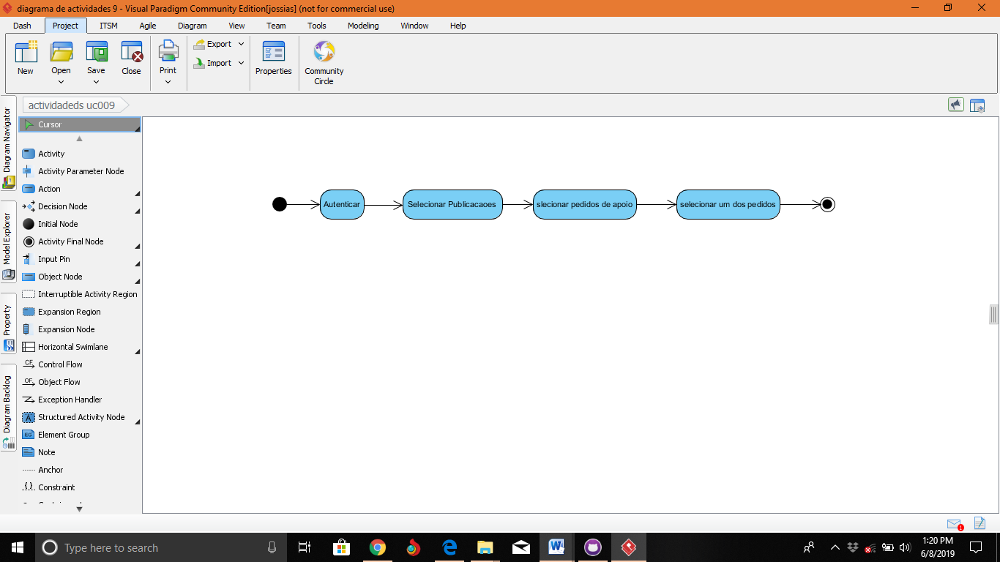 diagrama de actividades 9 - Visual Paradigm Community Edition[jossias] (not for commercial use)
Dash Project ITSM Agile Diagram View Team Tools Modeling Window Help
New Open Save Close Print Export Import Properties Community Circle
actividadeds uc009
Diagram Navigator
Model Explorer
Property
Diagram Backlog
Cursor
Activity
Activity Parameter Node
Action
Decision Node
Initial Node
Activity Final Node
Input Pin
Object Node
Interruptible Activity Region
Expansion Region
Expansion Node
Horizontal Swimlane
CF Control Flow
OF Object Flow
Exception Handler
A Structured Activity Node
EG Element Group
Note
Anchor
{} Constraint
Autenticar Selecionar Publicacaoes slecionar pedidos de apoio selecionar um dos pedidos
1
Type here to search
1:20 PM
6/8/2019